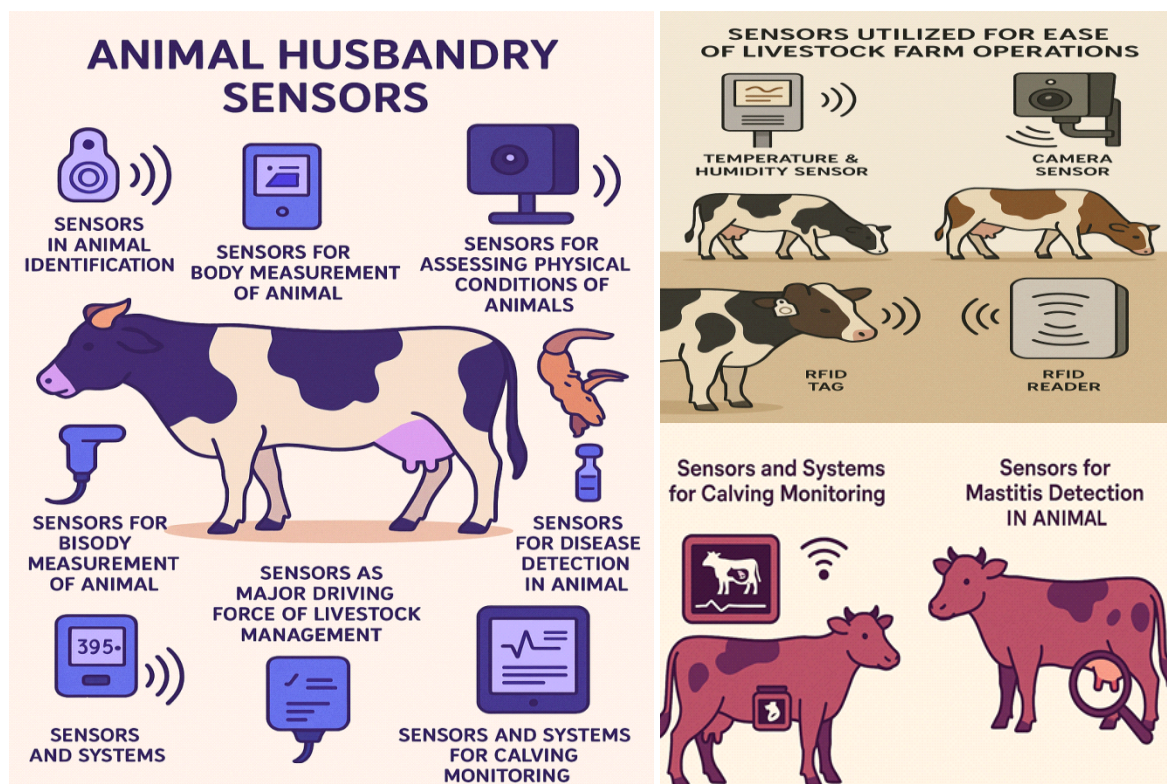 ANIMAL HUSBANDRY
SENSORS
SENSORS
IN ANIMAL
IDENTIFICATION
SENSORS FOR
BODY MEASUREMENT
OF ANIMAL
SENSORS FOR
ASSESSING PHYSICAL
CONDITIONS OF
ANIMALS
SENSORS FOR
BISODY
MEASUREMENT
OF ANIMAL
SENSORS
FOR DISEASE
DETECTION
IN ANIMAL
SENSORS AS
MAJOR DRIVING
FORCE OF LIVESTOCK
MANAGEMENT
395
SENSORS
AND SYSTEMS
SENSORS AND SYSTEMS
FOR CALVING
MONITORING
SENSORS UTILIZED FOR EASE
OF LIVESTOCK FARM OPERATIONS
TEMPERATURE &
HUMIDITY SENSOR
CAMERA
SENSOR
RFID
TAG
RFID
READER
Sensors and Systems
for Calving Monitoring
Sensors for
Mastitis Detection
IN ANIMAL